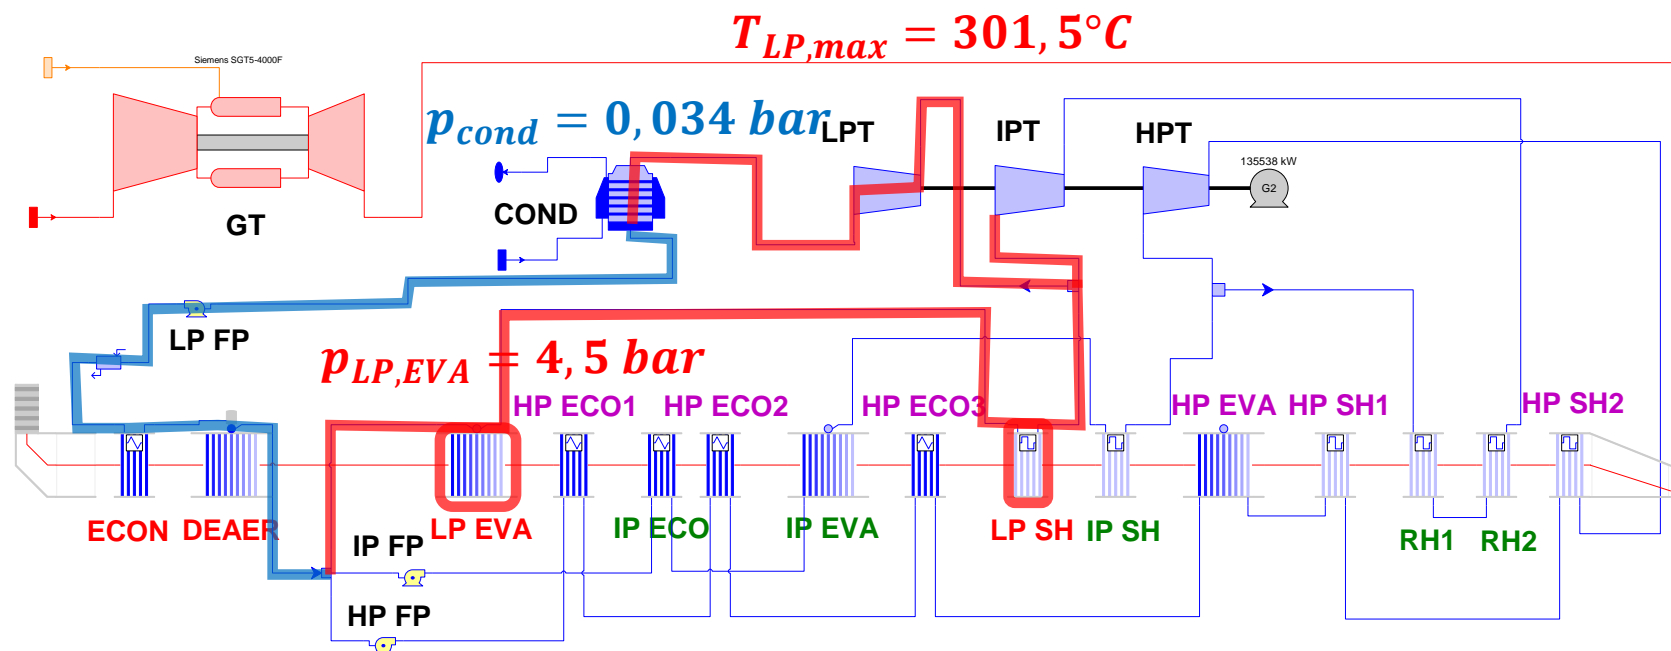 T_LP,max = 301,5°C
Siemens SGT5-4000F
p_cond = 0,034 bar
LPT
IPT
HPT
135538 kW
G2
COND
GT
LP FP
p_LP,EVA = 4,5 bar
HP ECO1
HP ECO2
HP ECO3
HP EVA
HP SH1
HP SH2
ECON
DEAER
LP EVA
IP ECO
IP EVA
LP SH
IP SH
RH1
RH2
IP FP
HP FP